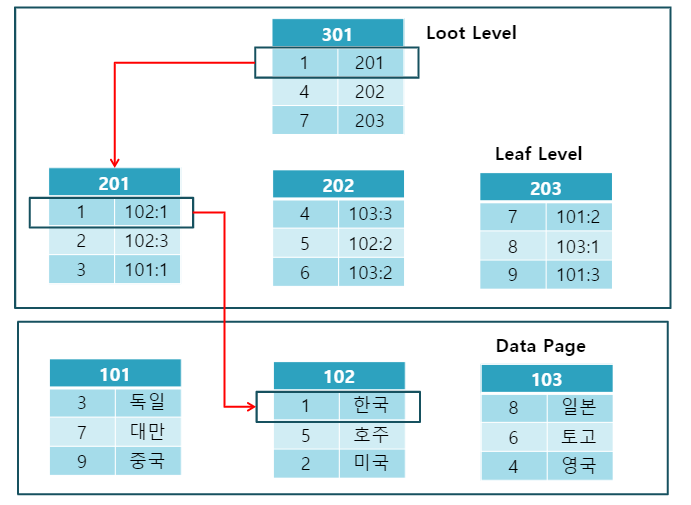 301
Loot Level
1 201
4 202
7 203
Leaf Level
201
1 102:1
2 102:3
3 101:1
202
4 103:3
5 102:2
6 103:2
203
7 101:2
8 103:1
9 101:3
Data Page
101
3 독일
7 대만
9 중국
102
1 한국
5 호주
2 미국
103
8 일본
6 토고
4 영국